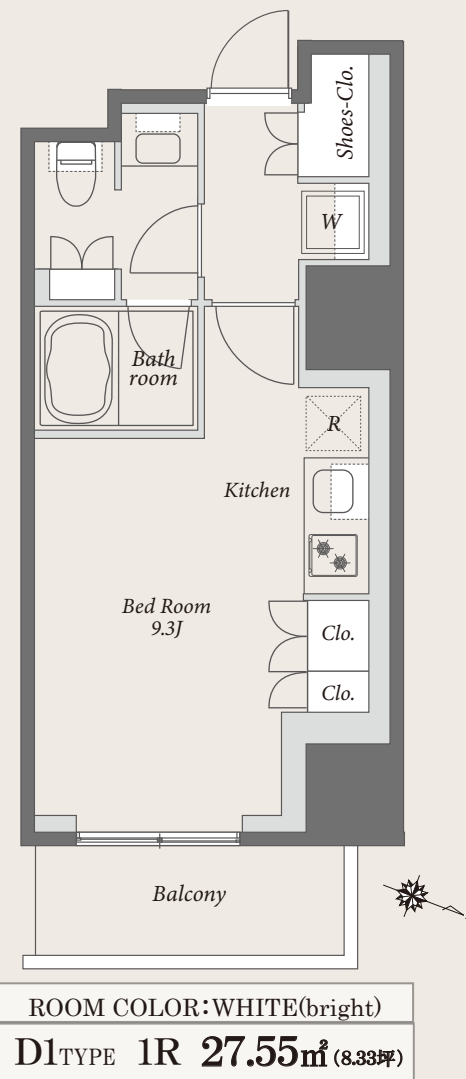 Shoes-Clo.
W
Bath
room
R
Kitchen
Bed Room
9.3J
Clo.
Clo.
Balcony
ROOM COLOR:WHITE(bright)
D1TYPE 1R 27.55㎡(8.33坪)